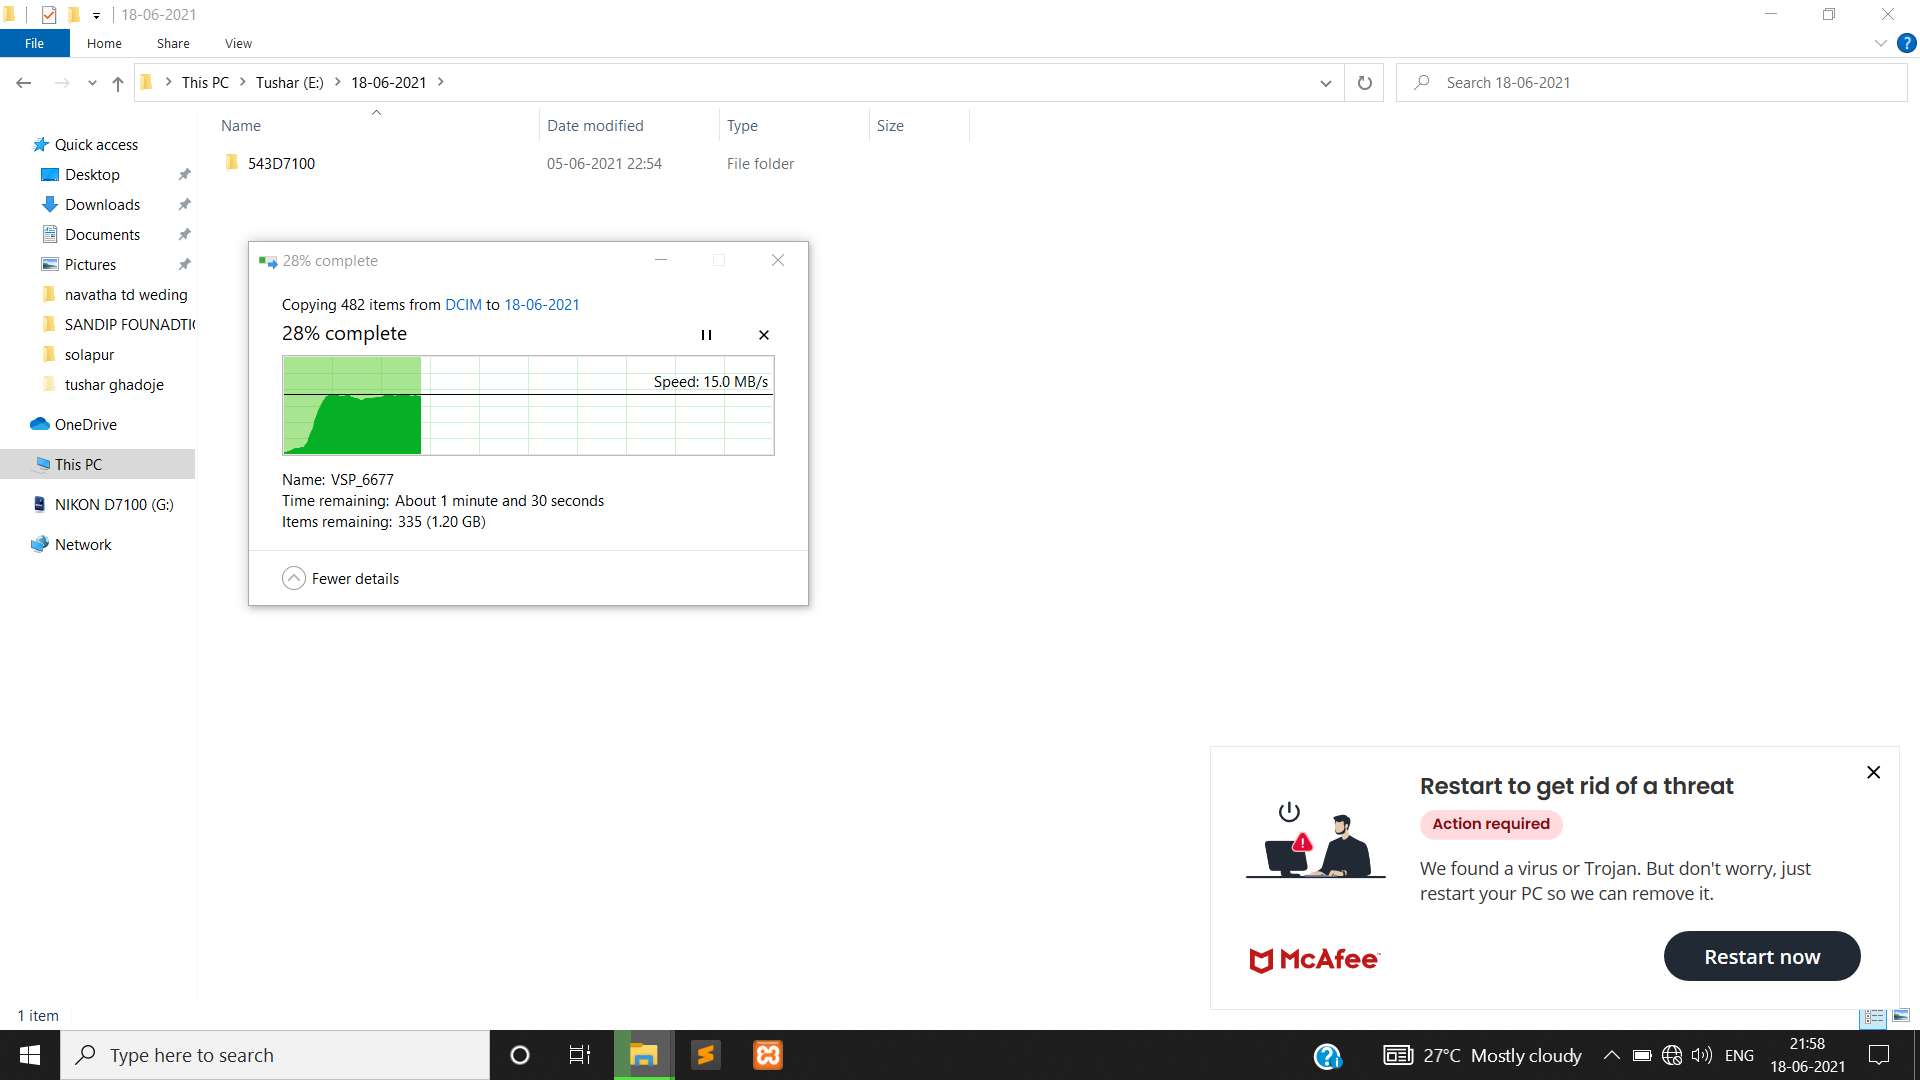 18-06-2021
File Home Share View
?
This PC Tushar (E:) 18-06-2021
Search 18-06-2021
Name Date modified Type Size
543D7100 05-06-2021 22:54 File folder
Quick access
Desktop
Downloads
Documents
Pictures
navatha td weding
SANDIP FOUNADTI
solapur
tushar ghadoje
OneDrive
This PC
NIKON D7100 (G:)
Network
28% complete
Copying 482 items from DCIM to 18-06-2021
28% complete
Speed: 15.0 MB/s
Name: VSP_6677
Time remaining: About 1 minute and 30 seconds
Items remaining: 335 (1.20 GB)
Fewer details
Restart to get rid of a threat
Action required
We found a virus or Trojan. But don't worry, just
restart your PC so we can remove it.
McAfee
Restart now
1 item
Type here to search
27°C Mostly cloudy
ENG
21:58
18-06-2021